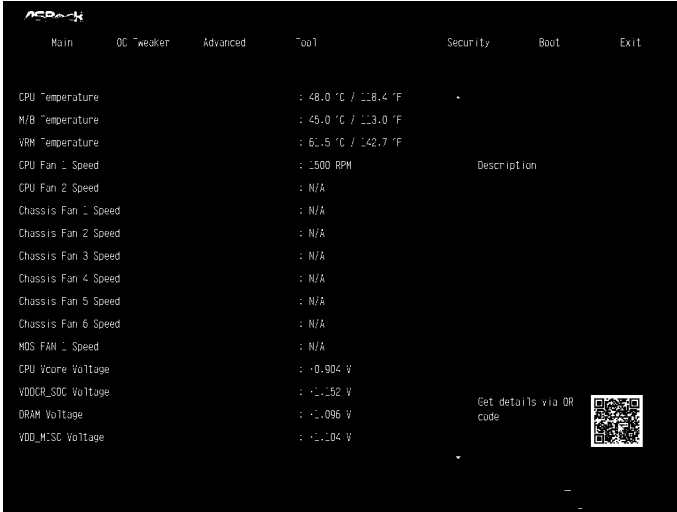 ASRock
Main OC Tweaker Advanced Tool Security Boot Exit
CPU Temperature : 48.0 °C / 118.4 °F
M/B Temperature : 45.0 °C / 113.0 °F
VRM Temperature : 61.5 °C / 142.7 °F
CPU Fan 1 Speed : 1500 RPM Description
CPU Fan 2 Speed : N/A
Chassis Fan 1 Speed : N/A
Chassis Fan 2 Speed : N/A
Chassis Fan 3 Speed : N/A
Chassis Fan 4 Speed : N/A
Chassis Fan 5 Speed : N/A
Chassis Fan 6 Speed : N/A
MOS FAN 1 Speed : N/A
CPU Vcore Voltage : +0.904 V
VDDCR_SOC Voltage : +1.152 V
DRAM Voltage : +1.096 V
VDD_MISC Voltage : +1.104 V
Get details via QR
code